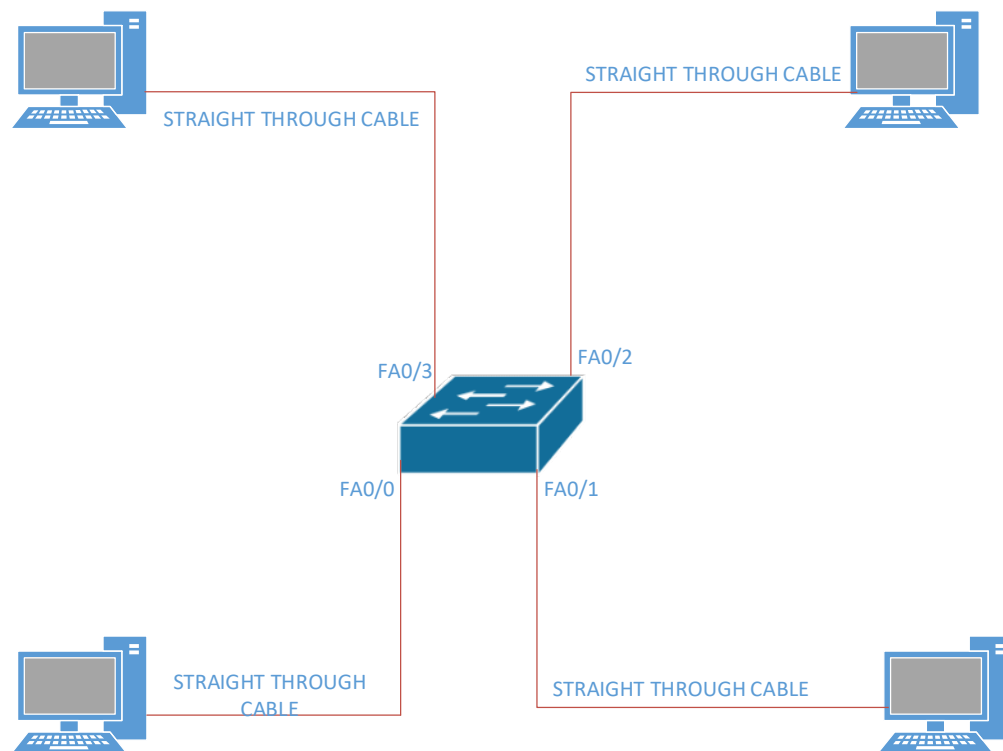 STRAIGHT THROUGH CABLE
STRAIGHT THROUGH CABLE
FA0/3
FA0/2
FA0/0
FA0/1
STRAIGHT THROUGH
CABLE
STRAIGHT THROUGH CABLE